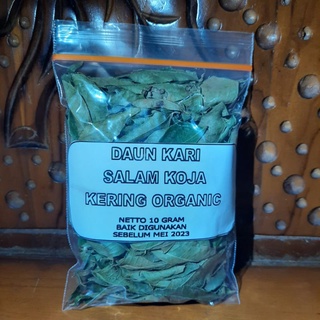 DAUN KARI
SALAM KOJA
KERING ORGANIC
NETTO 10 GRAM
BAIK DIGUNAKAN
SEBELUM MEI 2023